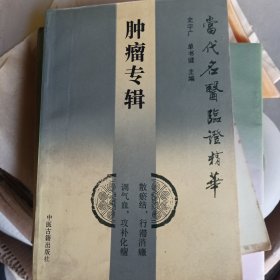 當代名醫臨證精華
史宇广 单书健 主编
肿瘤专辑
散瘀结,行褶消癥
调气血,攻补化瘤
中医古籍出版社